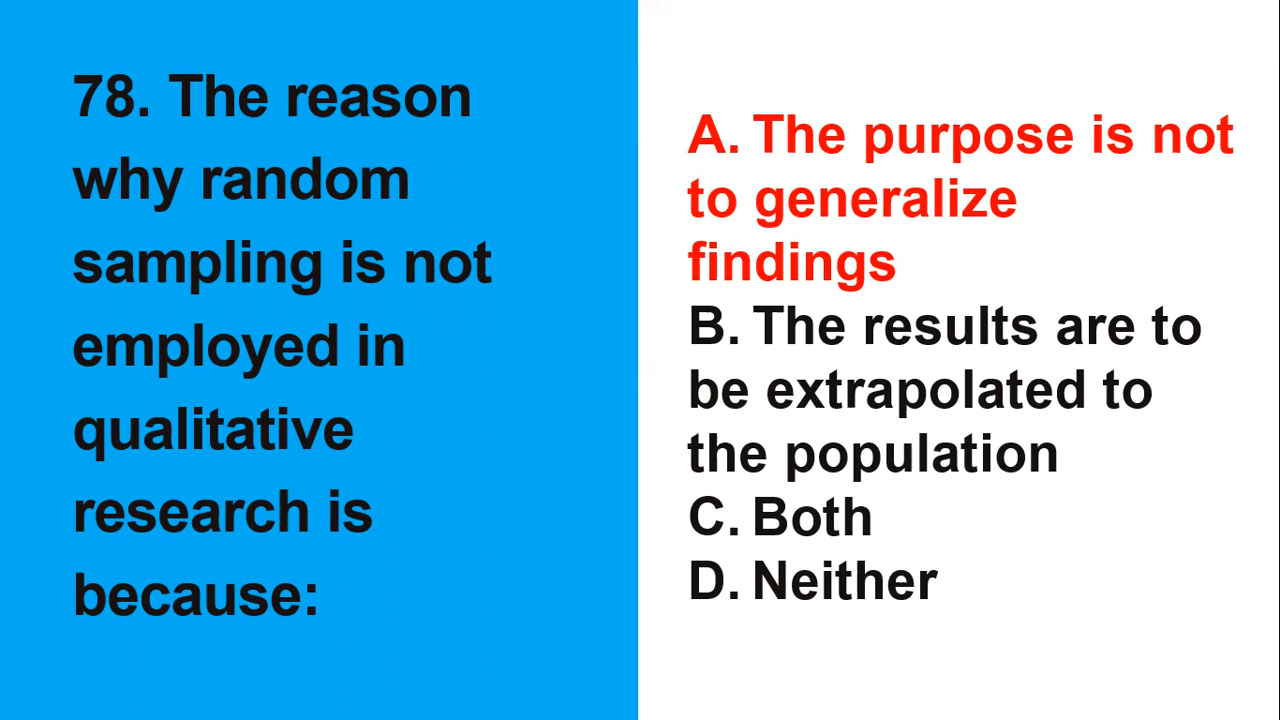 78. The reason
why random
sampling is not
employed in
qualitative
research is
because:
A. The purpose is not
to generalize
findings
B. The results are to
be extrapolated to
the population
C. Both
D. Neither